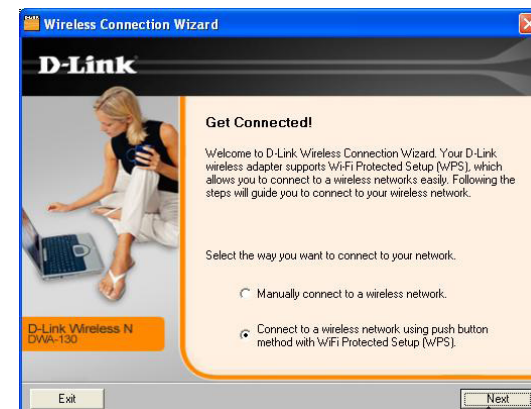 Wireless Connection Wizard
D-Link
Get Connected!
Welcome to D-Link Wireless Connection Wizard. Your D-Link
wireless adapter supports Wi-Fi Protected Setup (WPS), which
allows you to connect to a wireless networks easily. Following the
steps will guide you to connect to your wireless network.
Select the way you want to connect to your network.
Manually connect to a wireless network.
Connect to a wireless network using push button
method with WiFi Protected Setup (WPS).
D-Link Wireless N
DWA-130
Exit
Next